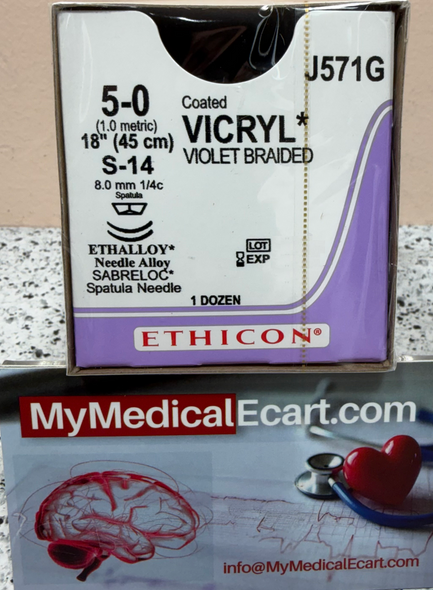 J571G
5-0
(1.0 metric)
18" (45 cm)
S-14
8.0 mm 1/4c
Spatula
Coated
VICRYL*
VIOLET BRAIDED
ETHALLOY*
Needle Alloy
SABRELOC*
Spatula Needle
LOT
EXP
1 DOZEN
ETHICON®
MyMedicalEcart.com
info@MyMedicalEcart.com